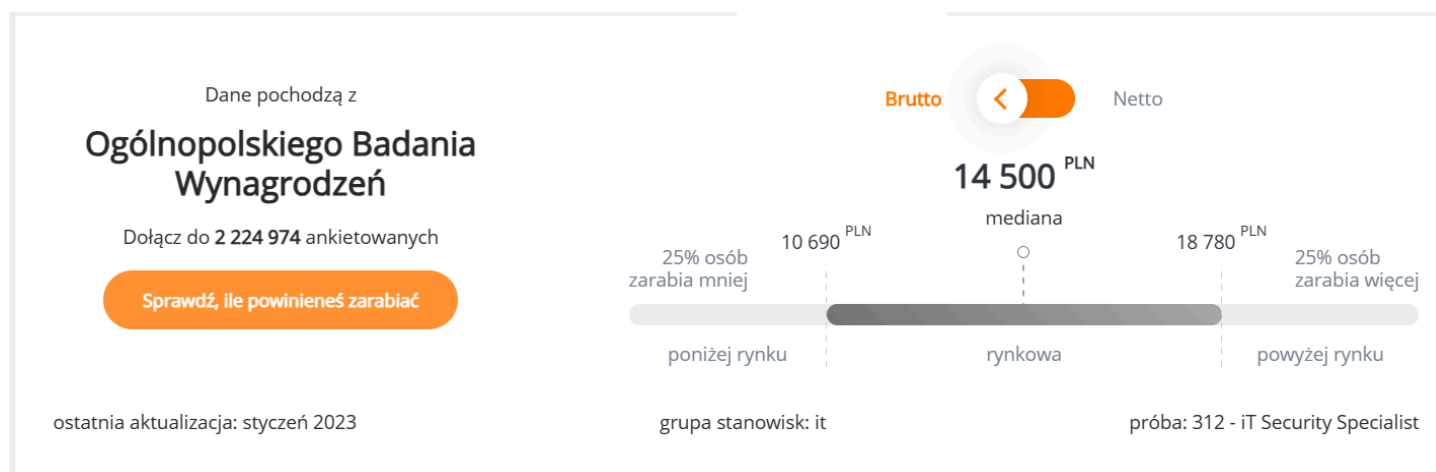 Dane pochodzą z
Ogólnopolskiego Badania
Wynagrodzeń
Dołącz do 2 224 974 ankietowanych
Sprawdź, ile powinieneś zarabiać
ostatnia aktualizacja: styczeń 2023
Brutto
Netto
14 500 PLN
mediana
10 690 PLN
18 780 PLN
25% osób
zarabia mniej
25% osób
zarabia więcej
poniżej rynku
rynkowa
powyżej rynku
grupa stanowisk: it
próba: 312 - iT Security Specialist